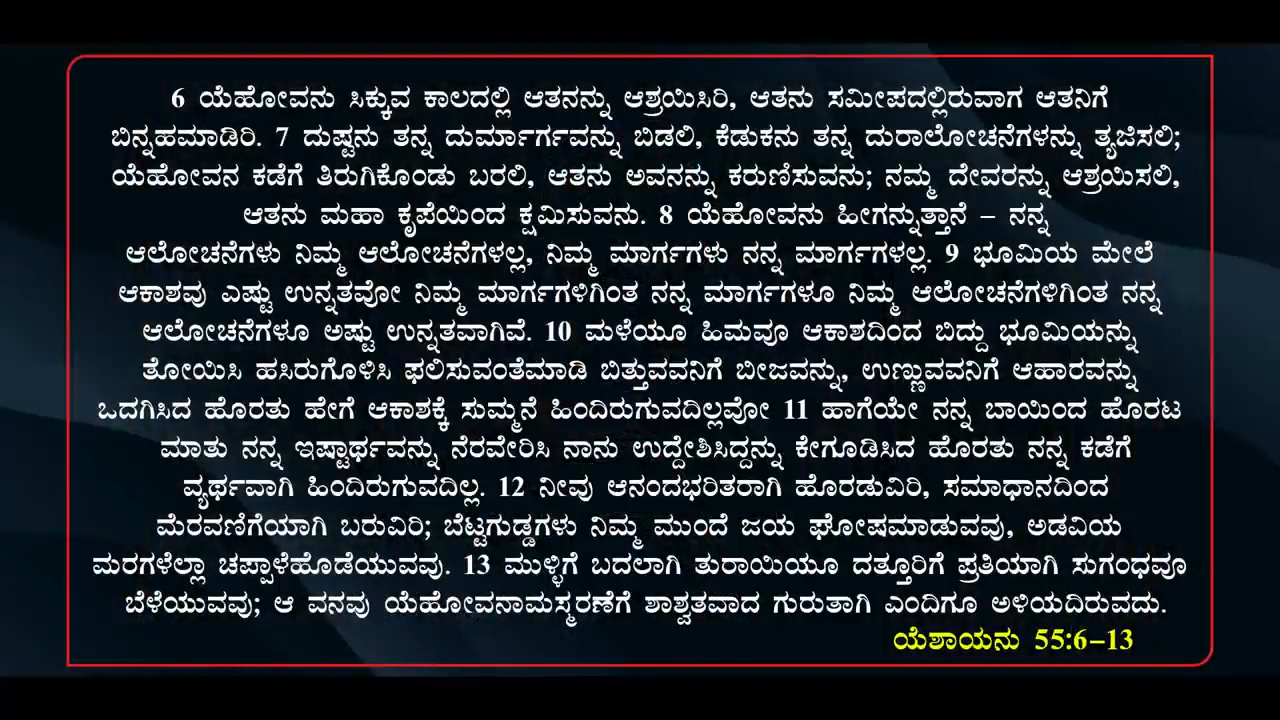 6 ಯೆಹೋವನು ಸಿಕ್ಕುವ ಕಾಲದಲ್ಲಿ ಆತನನ್ನು ಆಶ್ರಯಿಸಿರಿ, ಆತನು ಸಮೀಪದಲ್ಲಿರುವಾಗ ಆತನಿಗೆ
ಬಿನ್ನಹಮಾಡಿರಿ. 7 ದುಷ್ಟನು ತನ್ನ ದುರ್ಮಾರ್ಗವನ್ನು ಬಿಡಲಿ, ಕೆಡುಕನು ತನ್ನ ದುರಾಲೋಚನೆಗಳನ್ನು ತ್ಯಜಿಸಲಿ;
ಯೆಹೋವನ ಕಡೆಗೆ ತಿರುಗಿಕೊಂಡು ಬರಲಿ, ಆತನು ಅವನನ್ನು ಕರುಣಿಸುವನು; ನಮ್ಮ ದೇವರನ್ನು ಆಶ್ರಯಿಸಲಿ,
ಆತನು ಮಹಾ ಕೃಪೆಯಿಂದ ಕ್ಷಮಿಸುವನು. 8 ಯೆಹೋವನು ಹೀಗನ್ನುತ್ತಾನೆ – ನನ್ನ
ಆಲೋಚನೆಗಳು ನಿಮ್ಮ ಆಲೋಚನೆಗಳಲ್ಲ, ನಿಮ್ಮ ಮಾರ್ಗಗಳು ನನ್ನ ಮಾರ್ಗಗಳಲ್ಲ. 9 ಭೂಮಿಯ ಮೇಲೆ
ಆಕಾಶವು ಎಷ್ಟು ಉನ್ನತವೋ ನಿಮ್ಮ ಮಾರ್ಗಗಳಿಗಿಂತ ನನ್ನ ಮಾರ್ಗಗಳೂ ನಿಮ್ಮ ಆಲೋಚನೆಗಳಿಗಿಂತ ನನ್ನ
ಆಲೋಚನೆಗಳೂ ಅಷ್ಟು ಉನ್ನತವಾಗಿವೆ. 10 ಮಳೆಯೂ ಹಿಮವೂ ಆಕಾಶದಿಂದ ಬಿದ್ದು ಭೂಮಿಯನ್ನು
ತೋಯಿಸಿ ಹಸಿರುಗೊಳಿಸಿ ಫಲಿಸುವಂತೆಮಾಡಿ ಬಿತ್ತುವವನಿಗೆ ಬೀಜವನ್ನು, ಉಣ್ಣುವವನಿಗೆ ಆಹಾರವನ್ನು
ಒದಗಿಸಿದ ಹೊರತು ಹೇಗೆ ಆಕಾಶಕ್ಕೆ ಸುಮ್ಮನೆ ಹಿಂದಿರುಗುವದಿಲ್ಲವೋ 11 ಹಾಗೆಯೇ ನನ್ನ ಬಾಯಿಂದ ಹೊರಟ
ಮಾತು ನನ್ನ ಇಷ್ಟಾರ್ಥವನ್ನು ನೆರವೇರಿಸಿ ನಾನು ಉದ್ದೇಶಿಸಿದ್ದನ್ನು ಕೇಗೂಡಿಸಿದ ಹೊರತು ನನ್ನ ಕಡೆಗೆ
ವ್ಯರ್ಥವಾಗಿ ಹಿಂದಿರುಗುವದಿಲ್ಲ. 12 ನೀವು ಆನಂದಭರಿತರಾಗಿ ಹೊರಡುವಿರಿ, ಸಮಾಧಾನದಿಂದ
ಮೆರವಣಿಗೆಯಾಗಿ ಬರುವಿರಿ; ಬೆಟ್ಟಗುಡ್ಡಗಳು ನಿಮ್ಮ ಮುಂದೆ ಜಯ ಘೋಷಮಾಡುವವು, ಅಡವಿಯ
ಮರಗಳೆಲ್ಲಾ ಚಪ್ಪಾಳೆಹೊಡೆಯುವವು. 13 ಮುಳ್ಳಿಗೆ ಬದಲಾಗಿ ತುರಾಯಿಯೂ ದತ್ತೂರಿಗೆ ಪ್ರತಿಯಾಗಿ ಸುಗಂಧವೂ
ಬೆಳೆಯುವವು; ಆ ವನವು ಯೆಹೋವನಾಮಸ್ಮರಣೆಗೆ ಶಾಶ್ವತವಾದ ಗುರುತಾಗಿ ಎಂದಿಗೂ ಅಳಿಯದಿರುವದು.
ಯೆಶಾಯನು 55:6–13